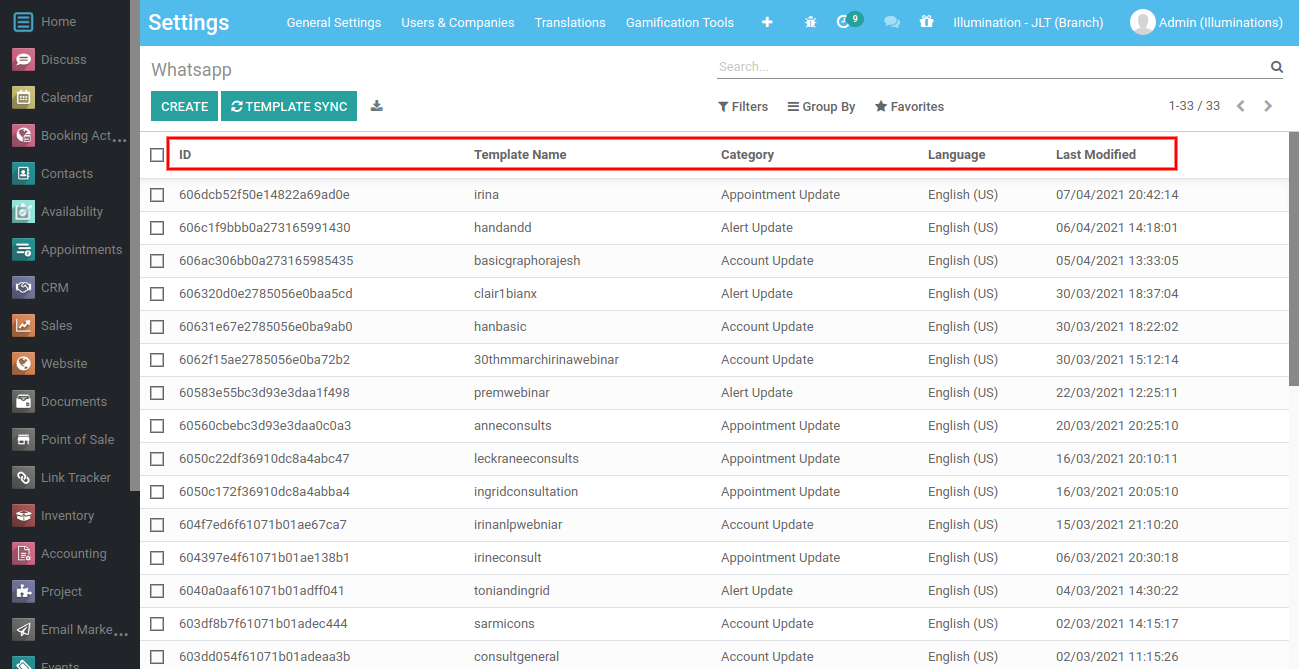 Home
Discuss
Calendar
Booking Act...
Contacts
Availability
Appointments
CRM
Sales
Website
Documents
Point of Sale
Link Tracker
Inventory
Accounting
Project
Email Marke...
Events
Settings General Settings Users & Companies Translations Gamification Tools 9 Illumination - JLT (Branch) Admin (Illuminations)
Whatsapp Search...
CREATE TEMPLATE SYNC Filters Group By Favorites 1-33 / 33
ID Template Name Category Language Last Modified
606dcb52f50e14822a69ad0e irina Appointment Update English (US) 07/04/2021 20:42:14
606c1f9bbb0a273165991430 handandd Alert Update English (US) 06/04/2021 14:18:01
606ac306bb0a273165985435 basicgraphorajesh Account Update English (US) 05/04/2021 13:33:05
606320d0e2785056e0baa5cd clair1bianx Alert Update English (US) 30/03/2021 18:37:04
60631e67e2785056e0ba9ab0 hanbasic Account Update English (US) 30/03/2021 18:22:02
6062f15ae2785056e0ba72b2 30thmmarchirinawebinar Account Update English (US) 30/03/2021 15:12:14
60583e55bc3d93e3daa1f498 premwebinar Alert Update English (US) 22/03/2021 12:25:11
60560cbebc3d93e3daa0c0a3 anneconsults Appointment Update English (US) 20/03/2021 20:25:10
6050c22df36910dc8a4abc47 leckraneeconsults Appointment Update English (US) 16/03/2021 20:10:11
6050c172f36910dc8a4abba4 ingridconsultation Appointment Update English (US) 16/03/2021 20:05:10
604f7ed6f61071b01ae67ca7 irinanlpwebniar Account Update English (US) 15/03/2021 21:10:20
604397e4f61071b01ae138b1 irineconsult Appointment Update English (US) 06/03/2021 20:30:18
6040a0aaf61071b01adff041 toniandingrid Alert Update English (US) 04/03/2021 14:30:22
603df8b7f61071b01adec444 sarmicons Account Update English (US) 02/03/2021 14:15:17
603dd054f61071b01adeaa3b consultgeneral Account Update English (US) 02/03/2021 11:15:26